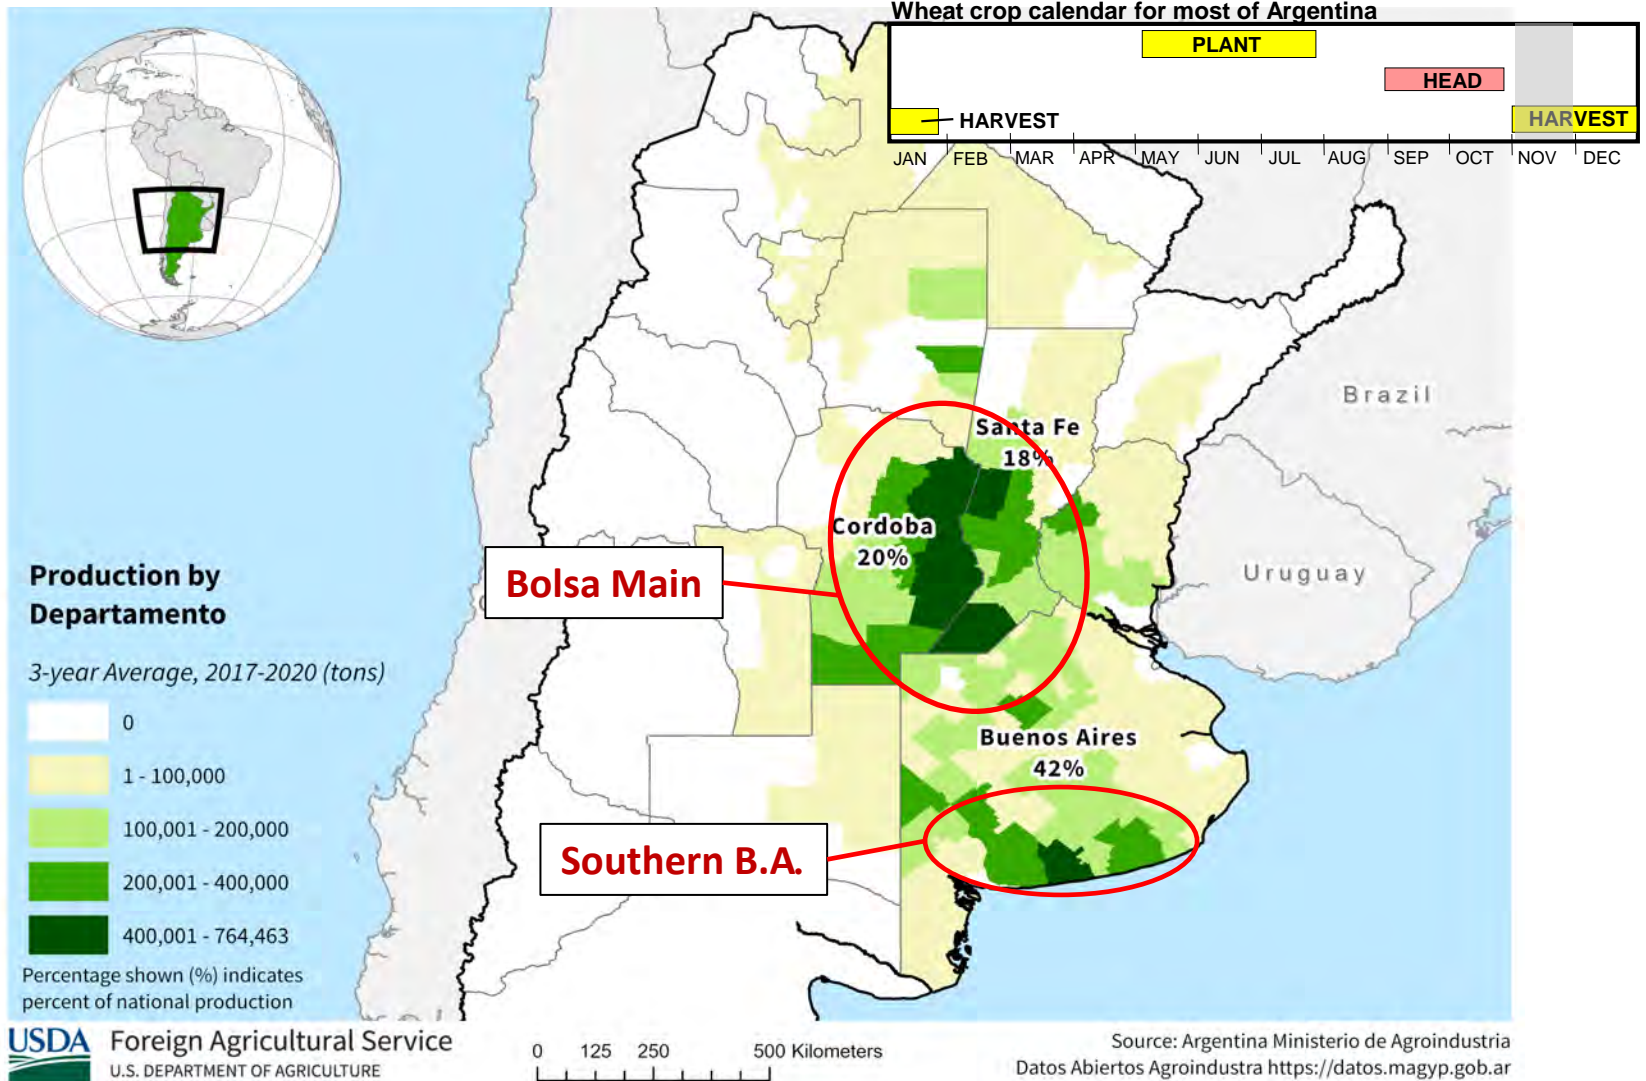 Wheat crop calendar for most of Argentina
PLANT
HEAD
HARVEST
HARVEST
JAN FEB MAR APR MAY JUN JUL AUG SEP OCT NOV DEC
Brazil
Santa Fe
18%
Cordoba
20%
Uruguay
Bolsa Main
Buenos Aires
42%
Southern B.A.
Production by
Departamento
3-year Average, 2017-2020 (tons)
0
1 - 100,000
100,001 - 200,000
200,001 - 400,000
400,001 - 764,463
Percentage shown (%) indicates
percent of national production
USDA
Foreign Agricultural Service
U.S. DEPARTMENT OF AGRICULTURE
0 125 250 500 Kilometers
Source: Argentina Ministerio de Agroindustria
Datos Abiertos Agroindustra https://datos.magyp.gob.ar